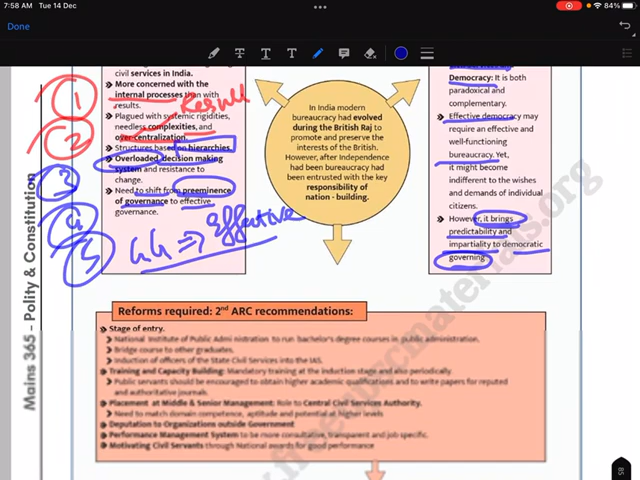 7:58 AM Tue 14 Dec
84%
Done
civil services in India.
More concerned with the
internal processes than with
results.
Plagued with systemic rigidities,
needless complexities, and
over-centralization.
Structures based on hierarchies.
Overloaded decision making
system and resistance to
change.
Need to shift from preeminence
of governance to effective
governance.
1
2
3
4
5
Result
GG ⇒ Effective
In India modern
bureaucracy had evolved
during the British Raj to
promote and preserve the
interests of the British.
However, after Independence
had been bureaucracy had
been entrusted with the key
responsibility of
nation - building.
Democracy: It is both
paradoxical and
complementary.
Effective democracy may
require an effective and
well-functioning
bureaucracy. Yet,
it might become
indifferent to the wishes
and demands of individual
citizens.
However, it brings
predictability and
impartiality to democratic
governing.
Reforms required: 2nd ARC recommendations:
Stage of entry.
National Institute of Public Admi nistration to run bachelor's degree courses in public administration.
Bridge course to other graduates.
Induction of officers of the State Civil Services into the IAS.
Training and Capacity Building: Mandatory training at the induction stage and also periodically.
Public servants should be encouraged to obtain higher academic qualifications and to write papers for reputed
and authoritative journals.
Placement at Middle & Senior Management: Role to Central Civil Services Authority.
Need to match domain competence, aptitude and potential at higher levels
Deputation to Organizations outside Government
Performance Management System to be more consultative, transparent and job specific.
Motivating Civil Servants through National awards for good performance
Mains 365 - Polity & Constitution
85